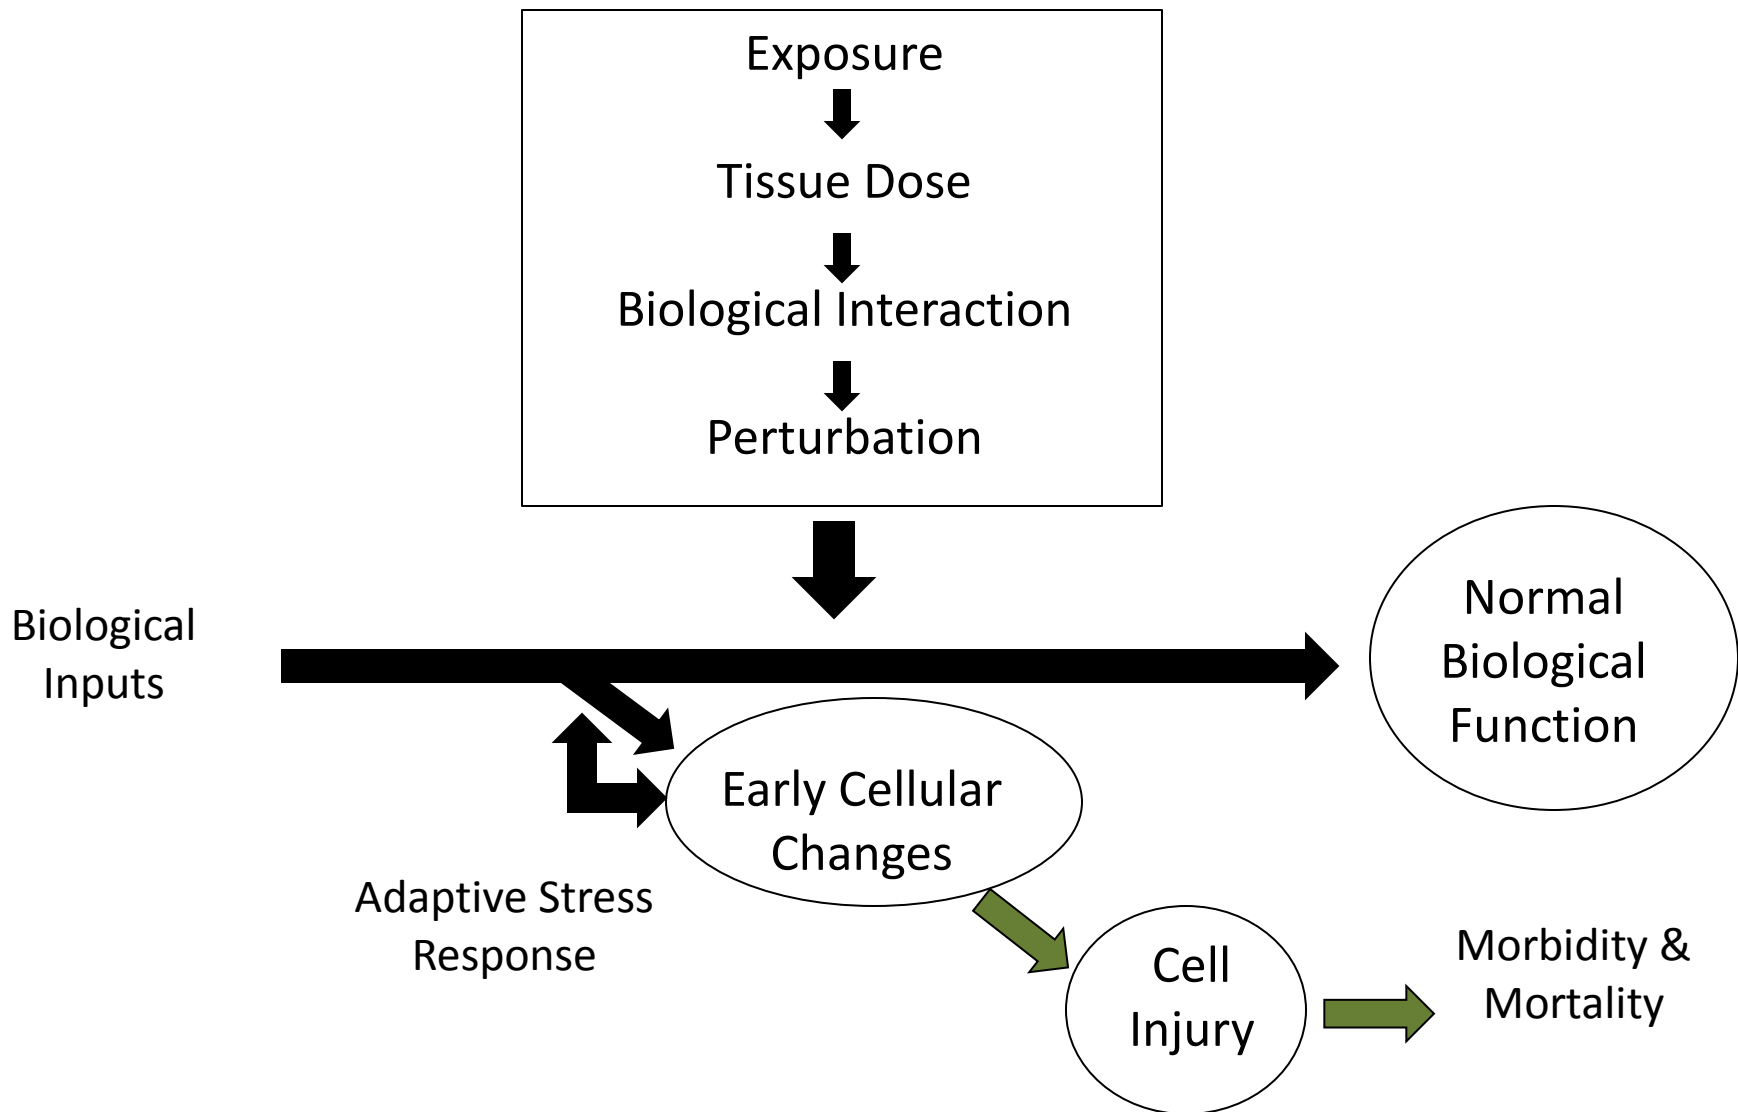 Exposure
Tissue Dose
Biological Interaction
Perturbation
Biological
Inputs
Normal
Biological
Function
Early Cellular
Changes
Adaptive Stress
Response
Cell
Injury
Morbidity &
Mortality